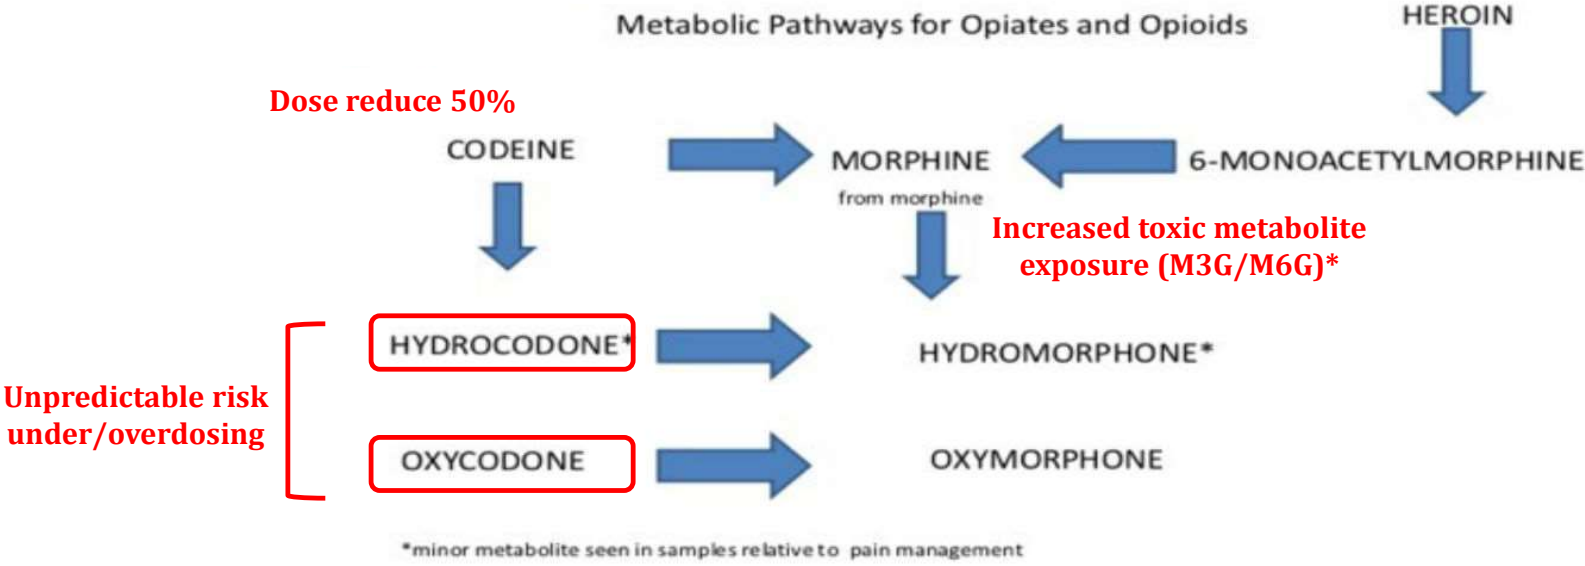 Metabolic Pathways for Opiates and Opioids
HEROIN
Dose reduce 50%
CODEINE
MORPHINE
6-MONOACETYLMORPHINE
from morphine
Increased toxic metabolite
exposure (M3G/M6G)*
HYDROCODONE*
HYDROMORPHONE*
Unpredictable risk
under/overdosing
OXYCODONE
OXYMORPHONE
*minor metabolite seen in samples relative to pain management